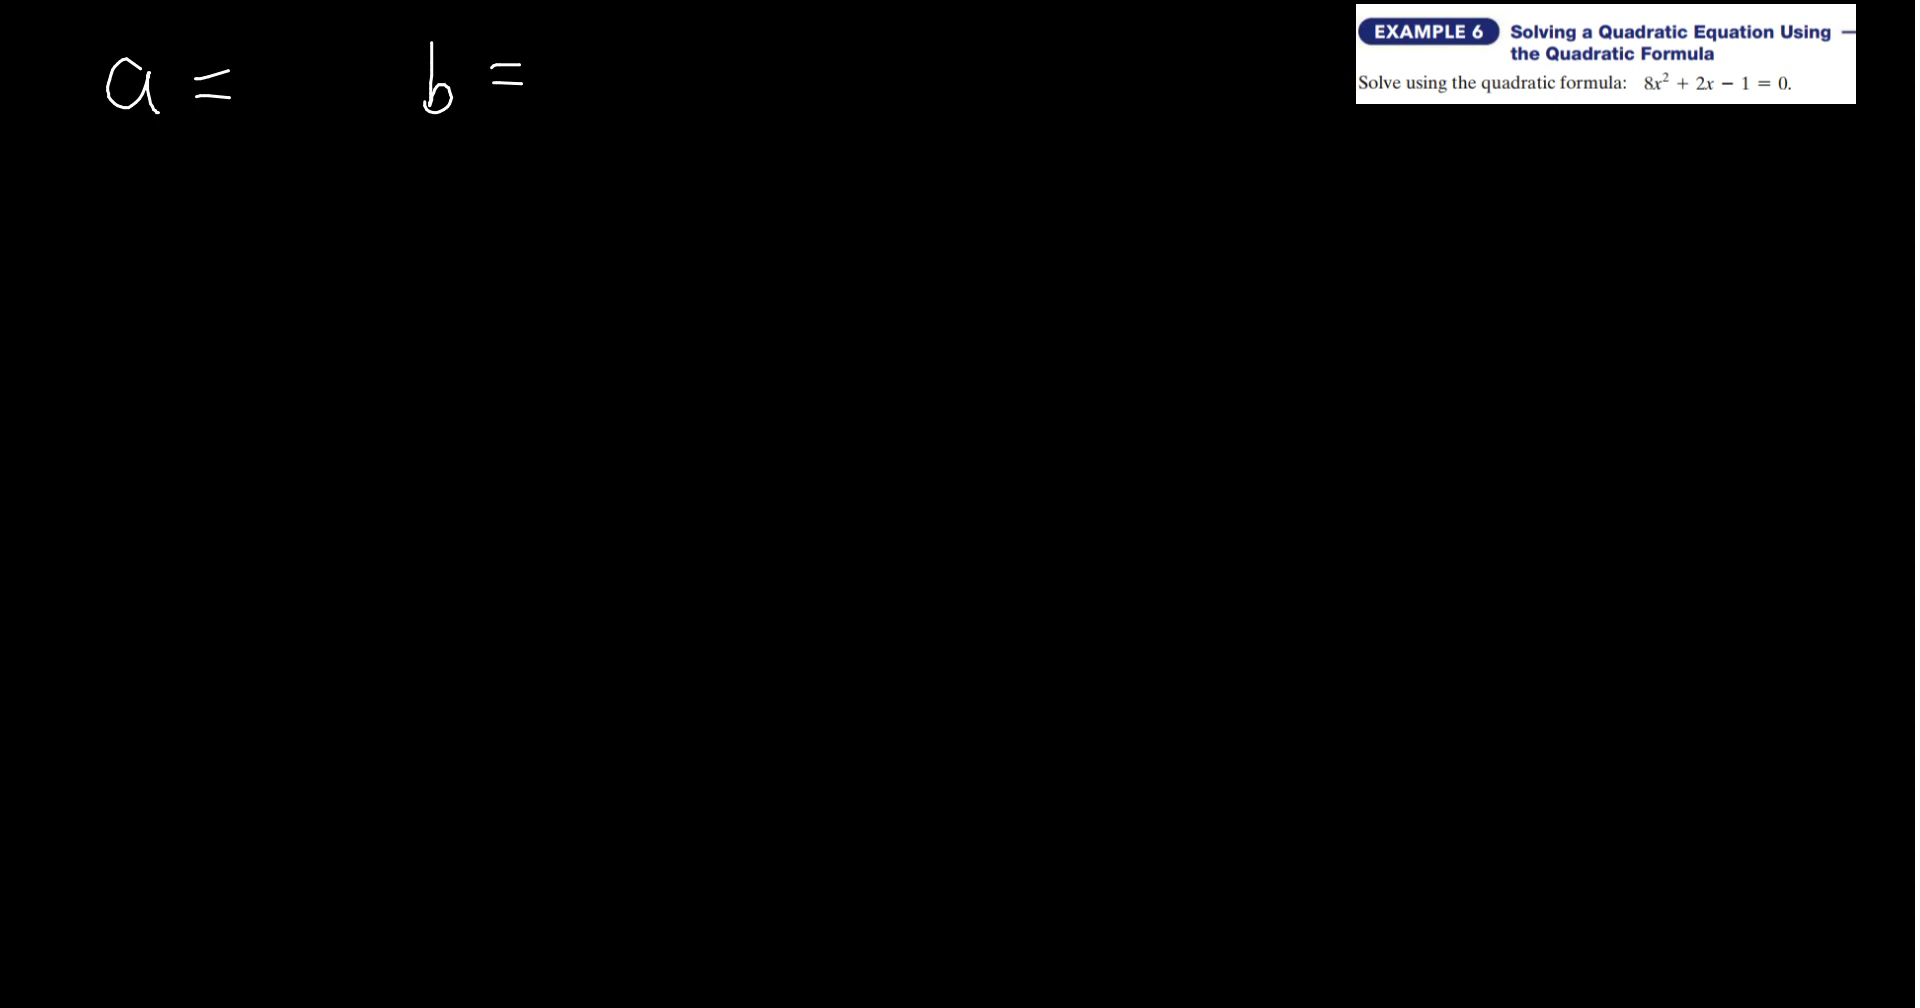 a = b =
EXAMPLE 6 Solving a Quadratic Equation Using
the Quadratic Formula
Solve using the quadratic formula: 8x² + 2x − 1 = 0.